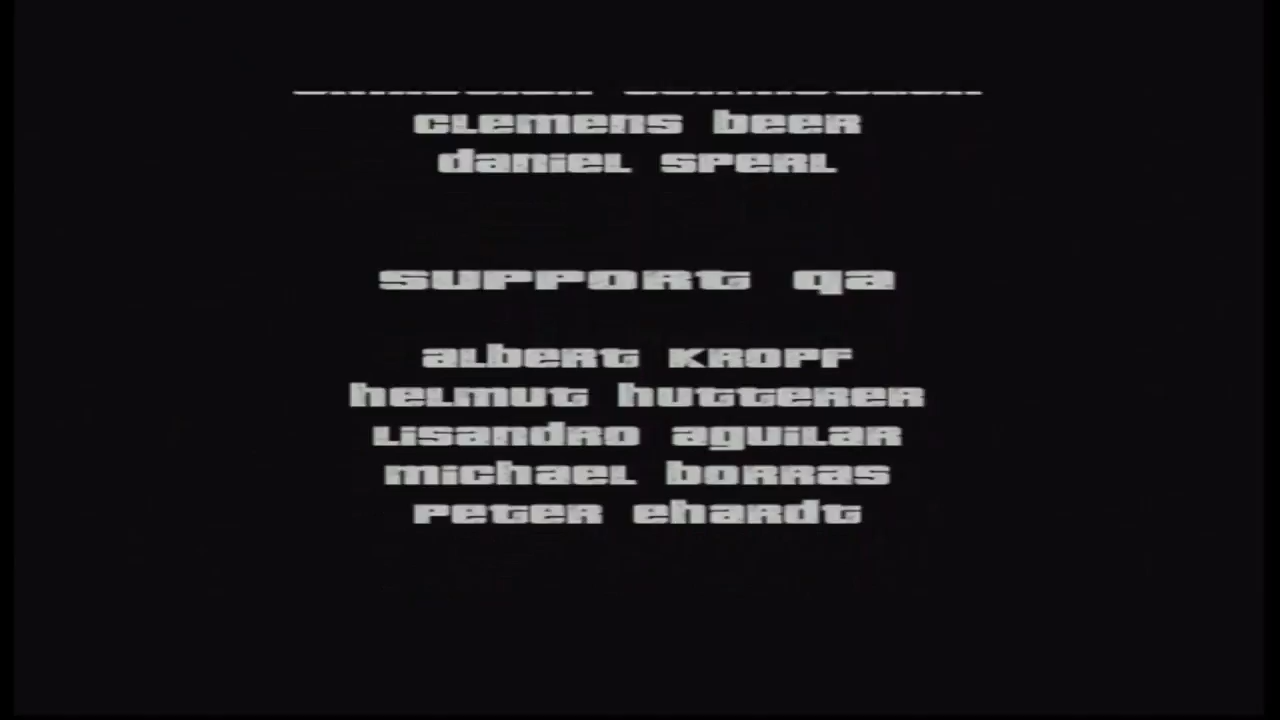 clemens beer
daniel sperl
support qa
albert kropf
helmut hutterer
lisandro aguilar
michael borras
peter ehardt